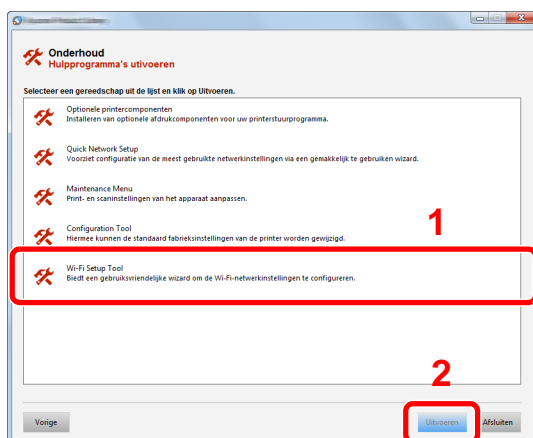 Onderhoud
Hulpprogramma's utivoeren
Selecteer een gereedschap uit de lijst en klik op Uitvoeren.
Optionele printercomponenten
Installeren van optionele afdrukcomponenten voor uw printerstuurprogramma.
Quick Network Setup
Voorziet configuratie van de meest gebruikte netwerkinstellingen via een gemakkelijk te gebruiken wizard.
Maintenance Menu
Print- en scaninstellingen van het apparaat aanpassen.
1
Configuration Tool
Hiermee kunnen de standaard fabrieksinstellingen van de printer worden gewijzigd.
Wi-Fi Setup Tool
Biedt een gebruiksvriendelijke wizard om de Wi-Fi-netwerkinstellingen te configureren.
2
Vorige
Uitvoeren
Afsluiten